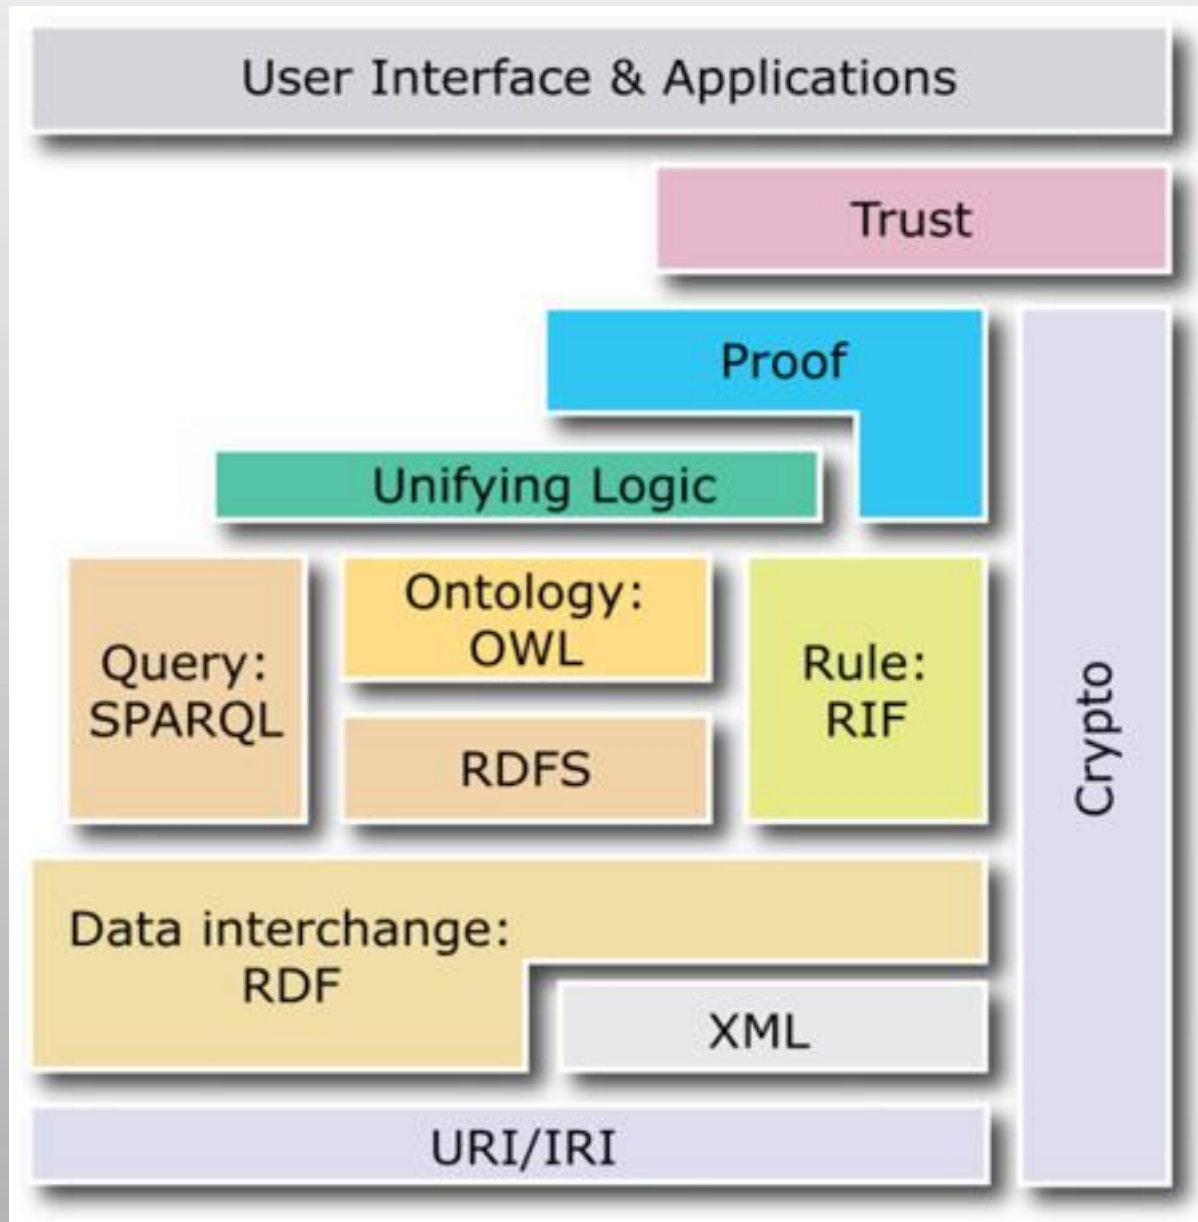 User Interface & Applications
Trust
Proof
Unifying Logic
Query:
SPARQL
Ontology:
OWL
RDFS
Rule:
RIF
Crypto
Data interchange:
RDF
XML
URI/IRI